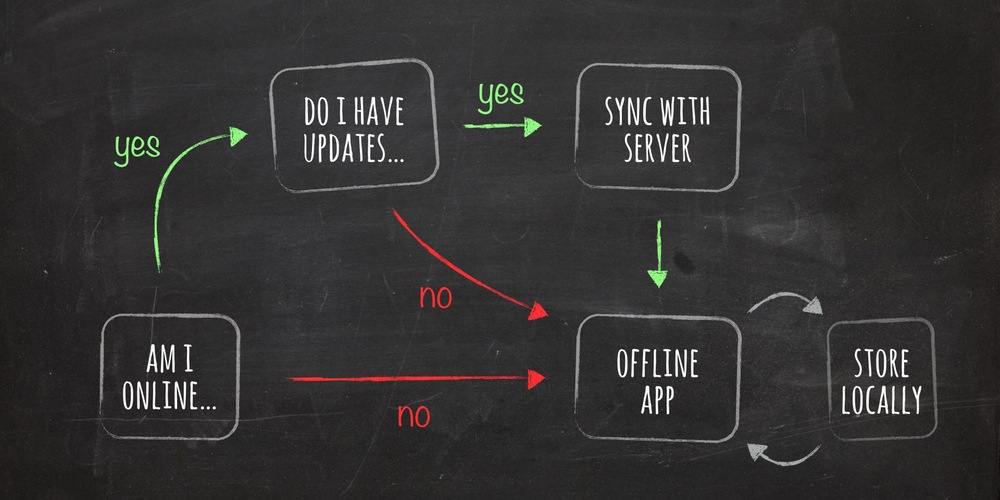 yes
DO I HAVE
UPDATES...
yes
SYNC WITH
SERVER
no
AM I
ONLINE...
no
OFFLINE
APP
STORE
LOCALLY